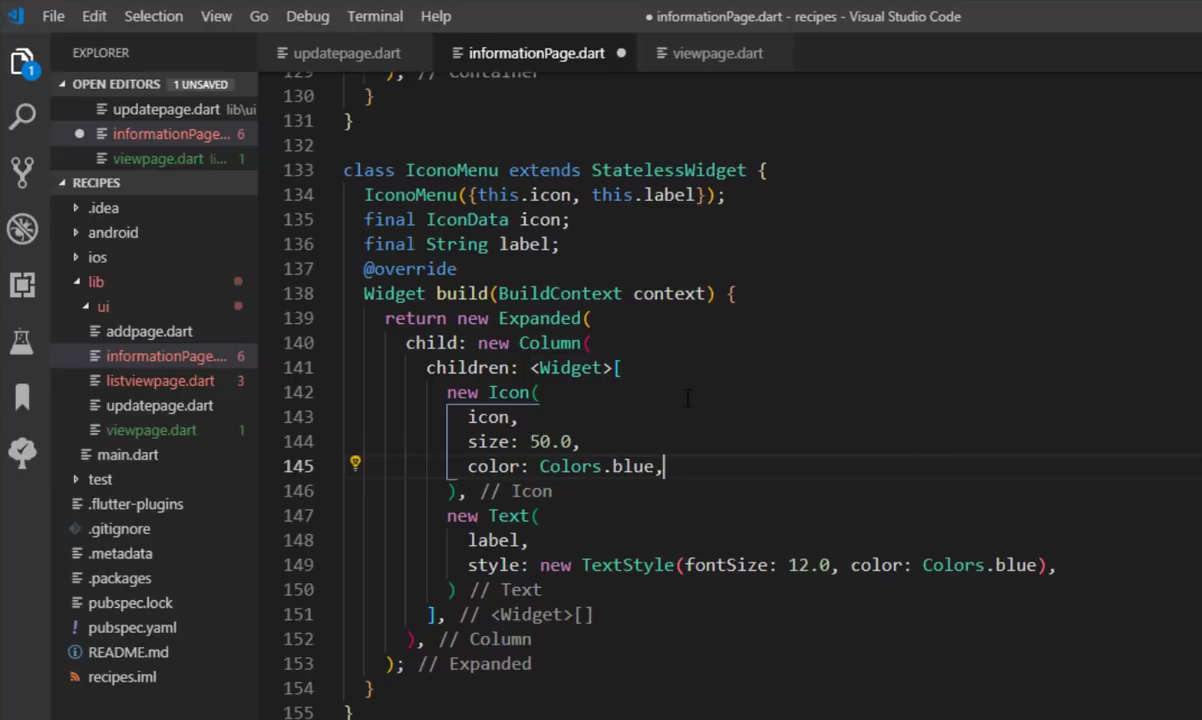 File Edit Selection View Go Debug Terminal Help
● informationPage.dart - recipes - Visual Studio Code
EXPLORER
OPEN EDITORS 1 UNSAVED
updatepage.dart lib\ui
informationPage... 6
viewpage.dart li... 1
RECIPES
.idea
android
ios
lib
ui
addpage.dart
informationPage.... 6
listviewpage.dart 3
updatepage.dart
viewpage.dart 1
main.dart
test
.flutter-plugins
.gitignore
.metadata
.packages
pubspec.lock
pubspec.yaml
README.md
recipes.iml
1
updatepage.dart informationPage.dart ● viewpage.dart
129 ), // Container
130 }
131 }
132
133 class IconoMenu extends StatelessWidget {
134 IconoMenu({this.icon, this.label});
135 final IconData icon;
136 final String label;
137 @override
138 Widget build(BuildContext context) {
139 return new Expanded(
140 child: new Column(
141 children: <Widget>[
142 new Icon(
143 icon,
144 size: 50.0,
145 color: Colors.blue,
146 ), // Icon
147 new Text(
148 label,
149 style: new TextStyle(fontSize: 12.0, color: Colors.blue),
150 ) // Text
151 ], // <Widget>[]
152 ), // Column
153 ); // Expanded
154 }
155 }